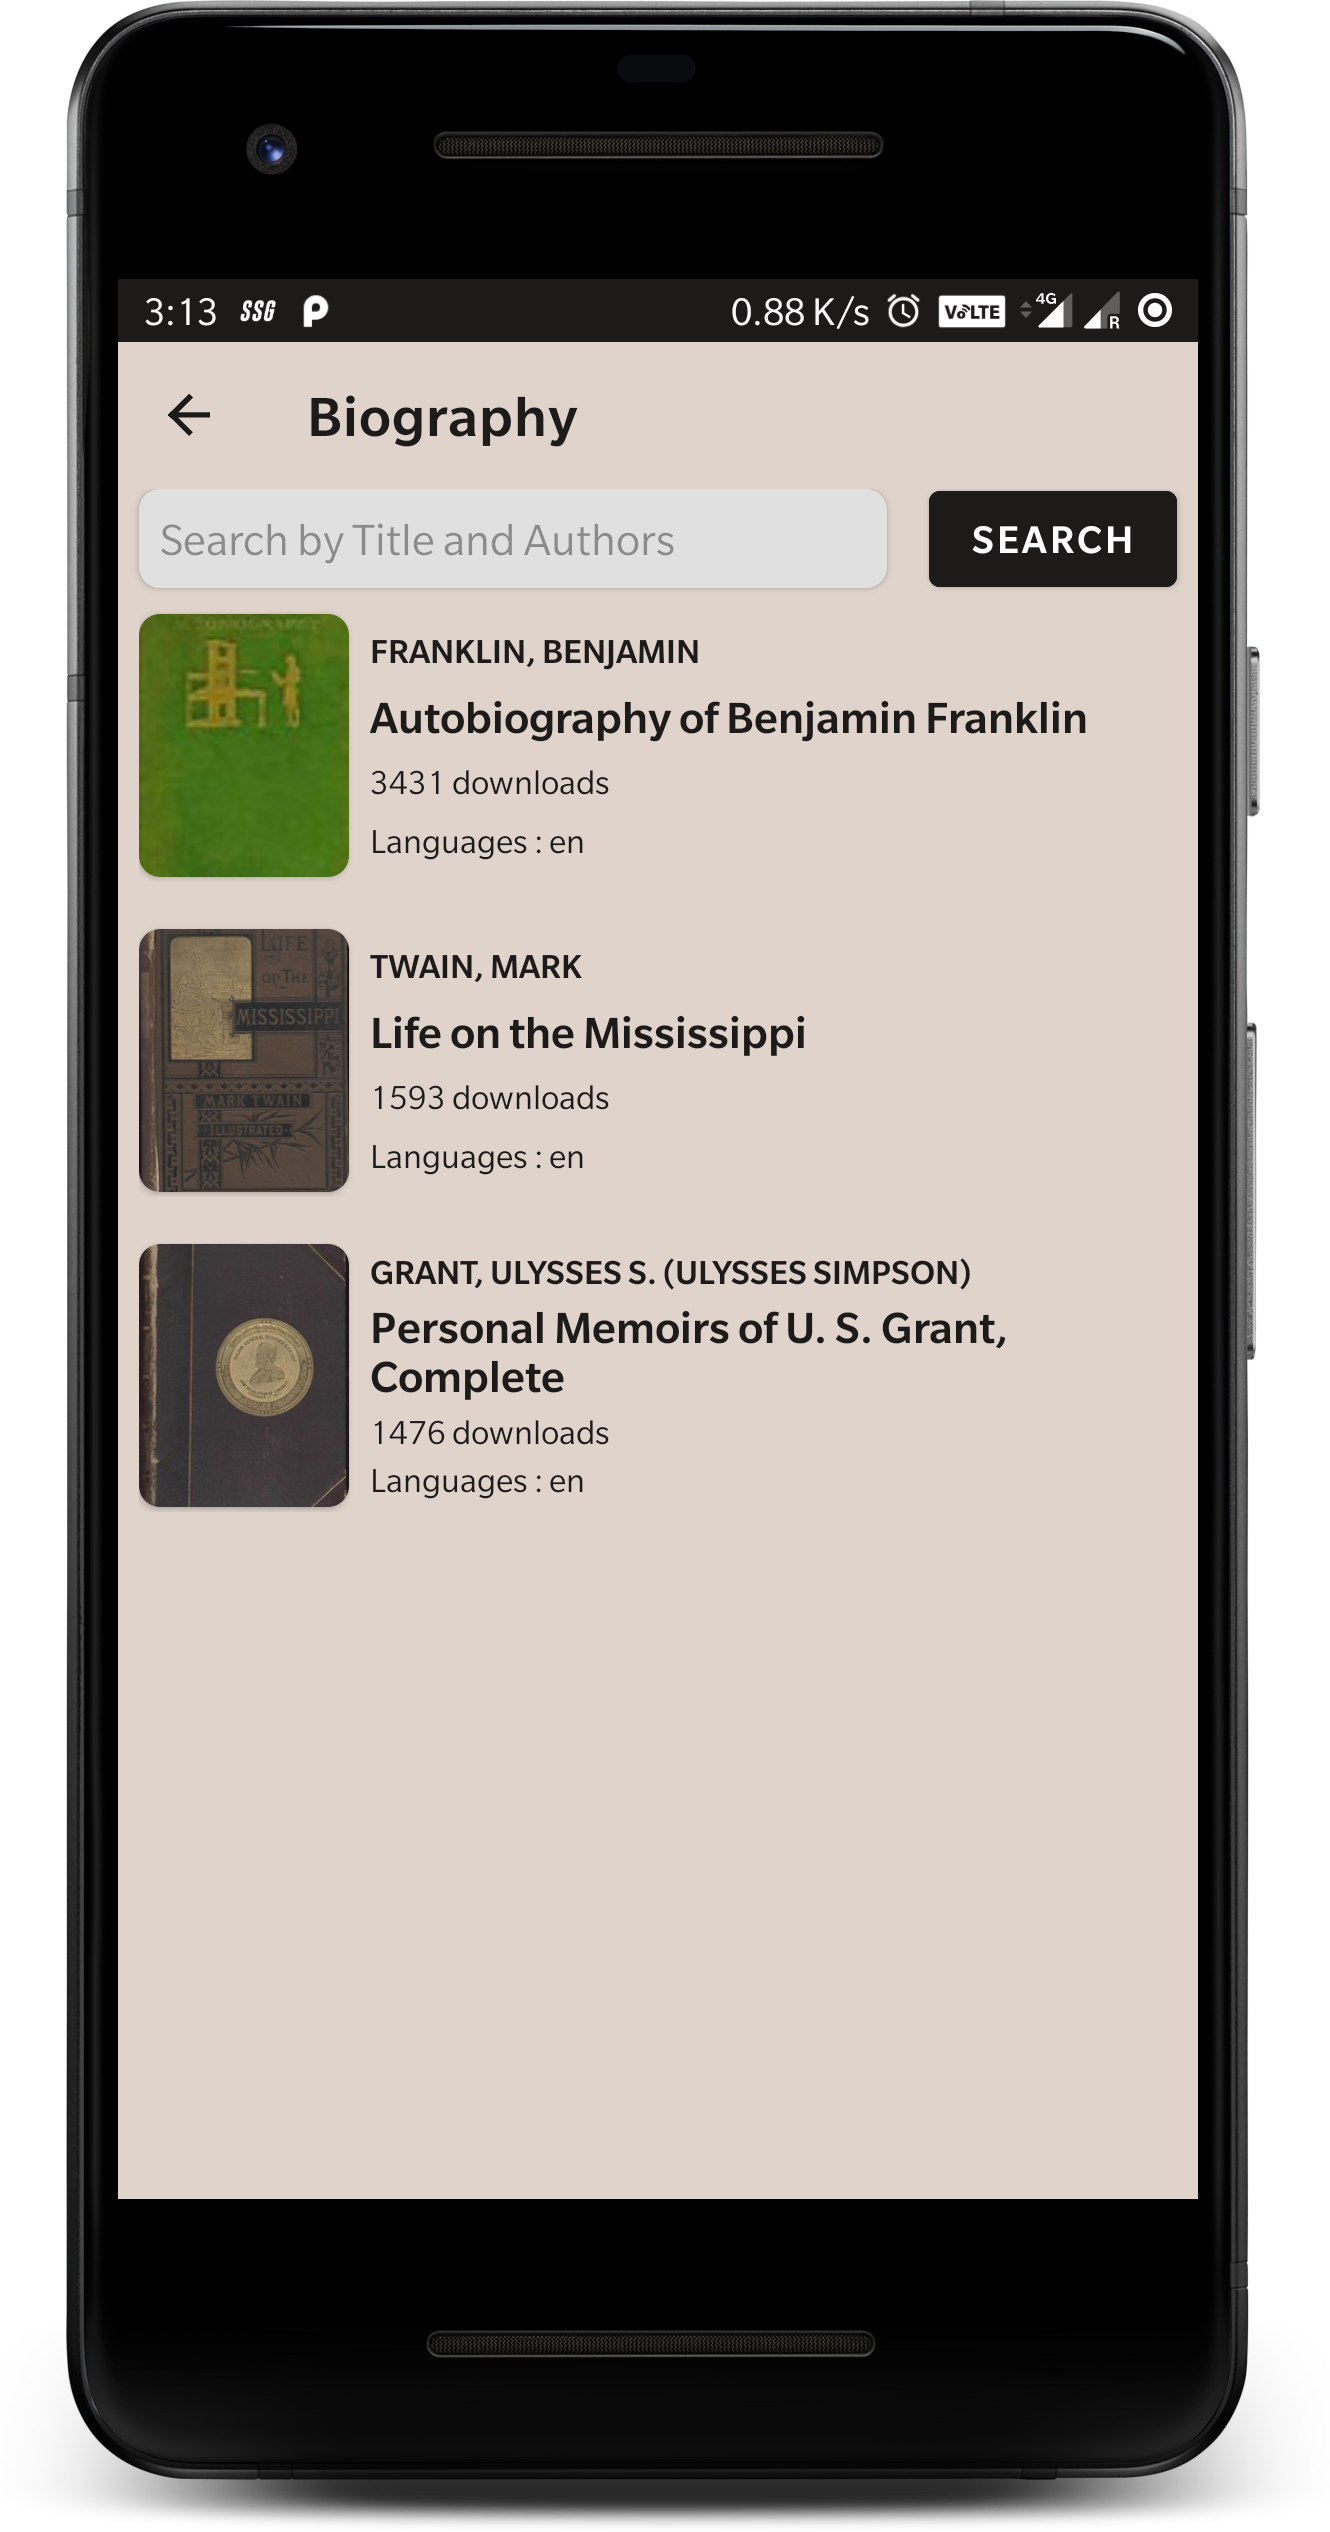 3:13 SSG P 0.88 K/s VoLTE 4G R
Biography
Search by Title and Authors SEARCH
AUTOBIOGRAPHY
FRANKLIN, BENJAMIN
Autobiography of Benjamin Franklin
3431 downloads
Languages : en
LIFE
ON THE
MISSISSIPPI
MARK TWAIN
ILLUSTRATED
TWAIN, MARK
Life on the Mississippi
1593 downloads
Languages : en
GRANT, ULYSSES S. (ULYSSES SIMPSON)
Personal Memoirs of U. S. Grant,
Complete
1476 downloads
Languages : en